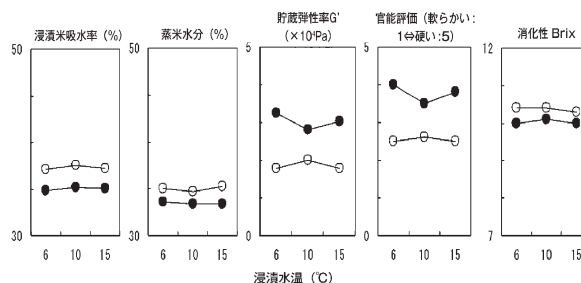 浸漬米吸水率（%）
蒸米水分（%）
貯蔵弾性率G'
（×10⁴Pa）
官能評価（軟らかい：
1⇔硬い：5）
消化性 Brix
50
30
6 10 15
50
30
6 10 15
5
0
6 10 15
5
0
6 10 15
12
7
6 10 15
浸漬水温（℃）